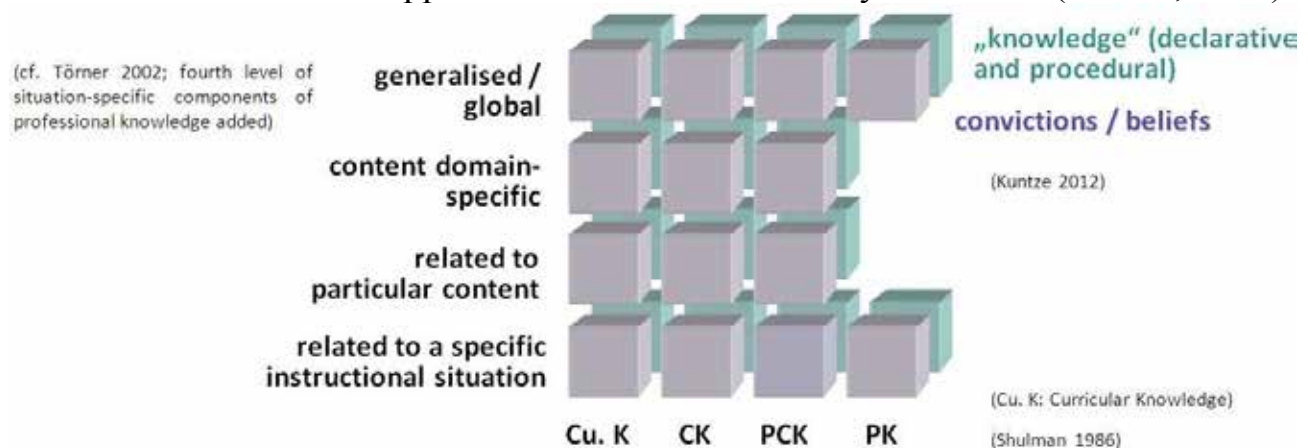 (cf. Törner 2002; fourth level of
situation-specific components of
professional knowledge added)
generalised /
global
„knowledge“ (declarative
and procedural)
convictions / beliefs
content domain-
specific
(Kuntze 2012)
related to
particular content
related to a specific
instructional situation
(Cu. K: Curricular Knowledge)
Cu. K CK PCK PK
(Shulman 1986)